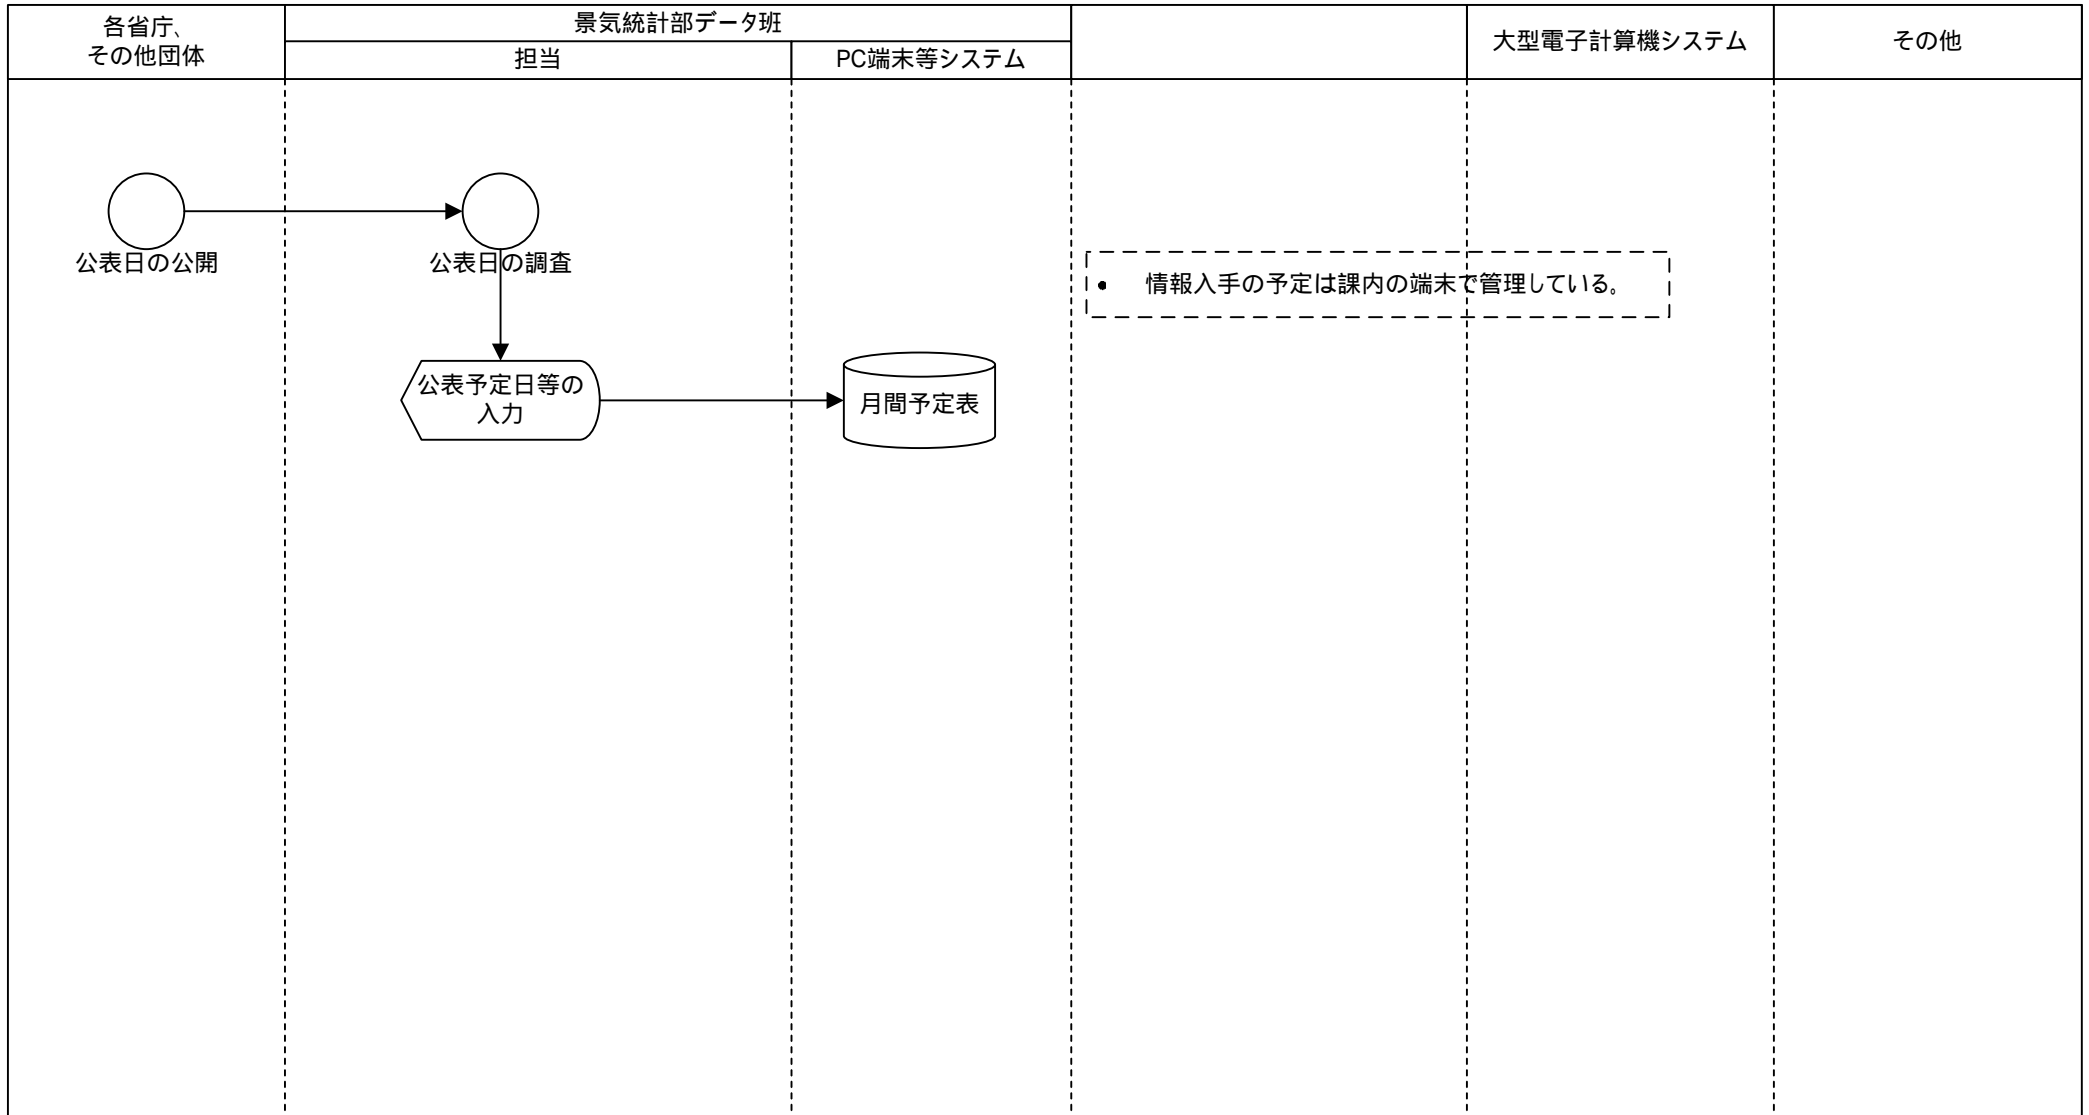 各省庁、
その他団体
景気統計部データ班
担当
PC端末等システム
大型電子計算機システム
その他
公表日の公開
公表日の調査
• 情報入手の予定は課内の端末で管理している。
公表予定日等の
入力
月間予定表